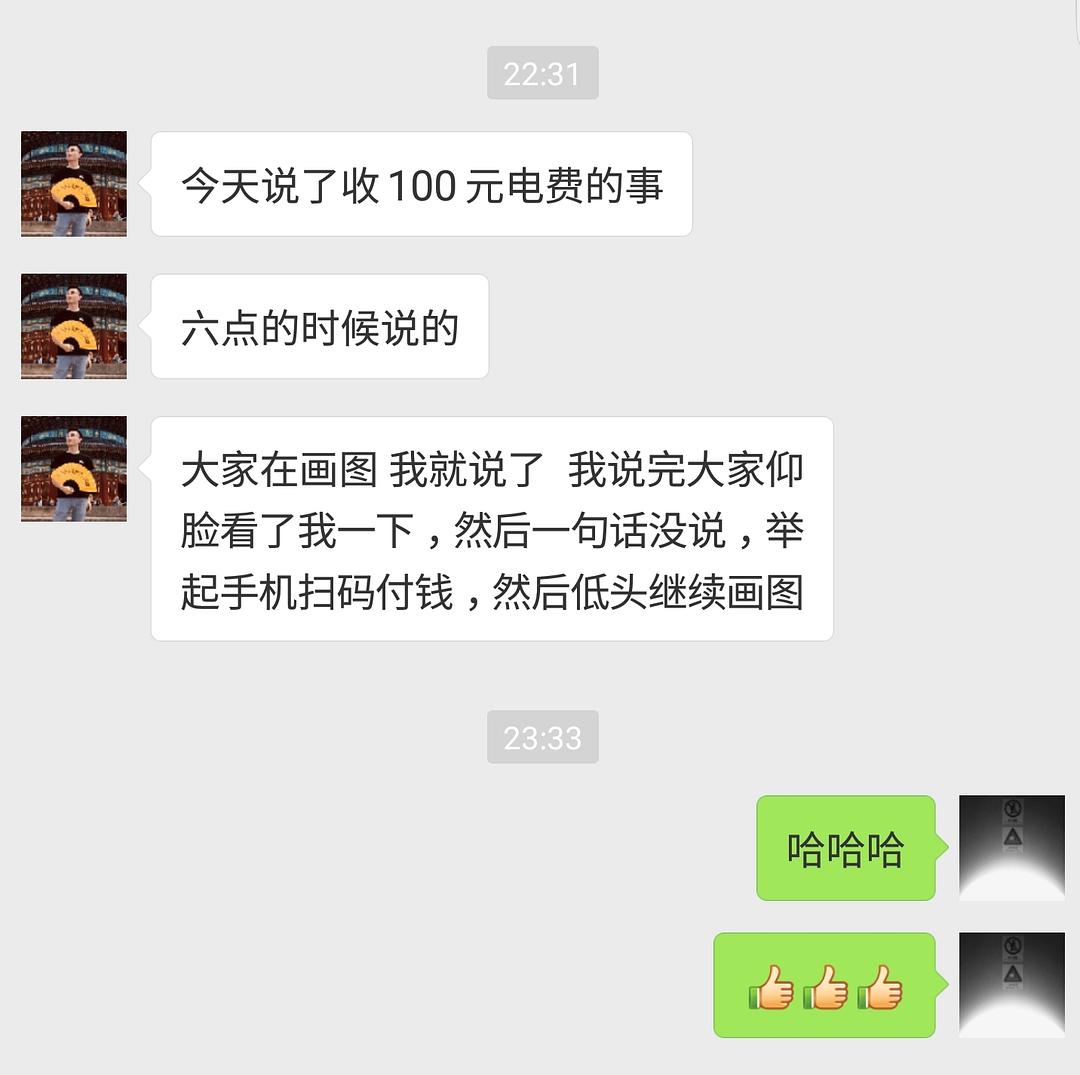 22:31
今天说了收 100 元电费的事
六点的时候说的
大家在画图 我就说了  我说完大家仰
脸看了我一下，然后一句话没说，举
起手机扫码付钱，然后低头继续画图
23:33
哈哈哈
👍👍👍